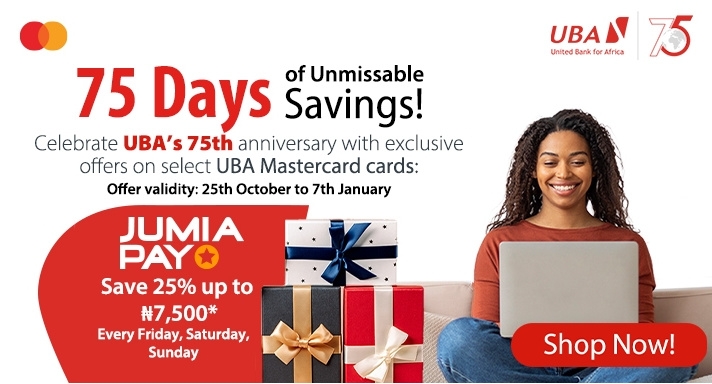 UBA
United Bank for Africa
75
75 Days of Unmissable
Savings!
Celebrate UBA's 75th anniversary with exclusive
offers on select UBA Mastercard cards:
Offer validity: 25th October to 7th January
JUMIA
PAY
Save 25% up to
₦7,500*
Every Friday, Saturday,
Sunday
Shop Now!